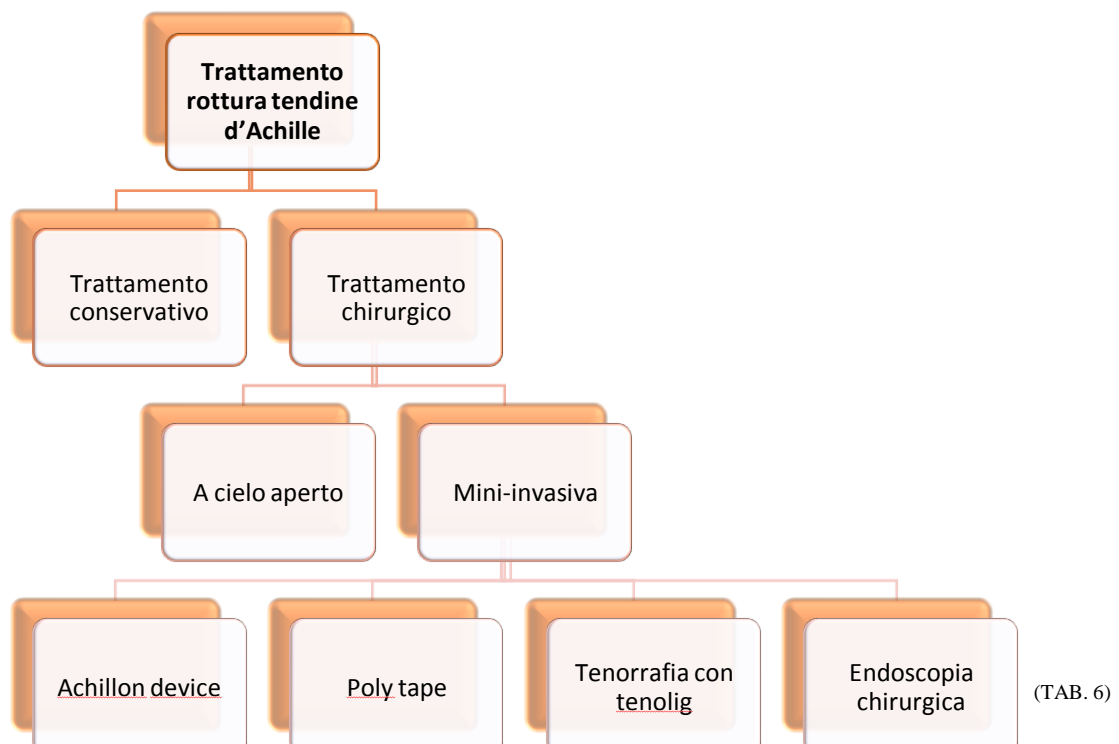 Trattamento
rottura tendine
d'Achille
Trattamento
conservativo
Trattamento
chirurgico
A cielo aperto
Mini-invasiva
Achillon device
Poly tape
Tenorrafia con
tenolig
Endoscopia
chirurgica
(TAB. 6)